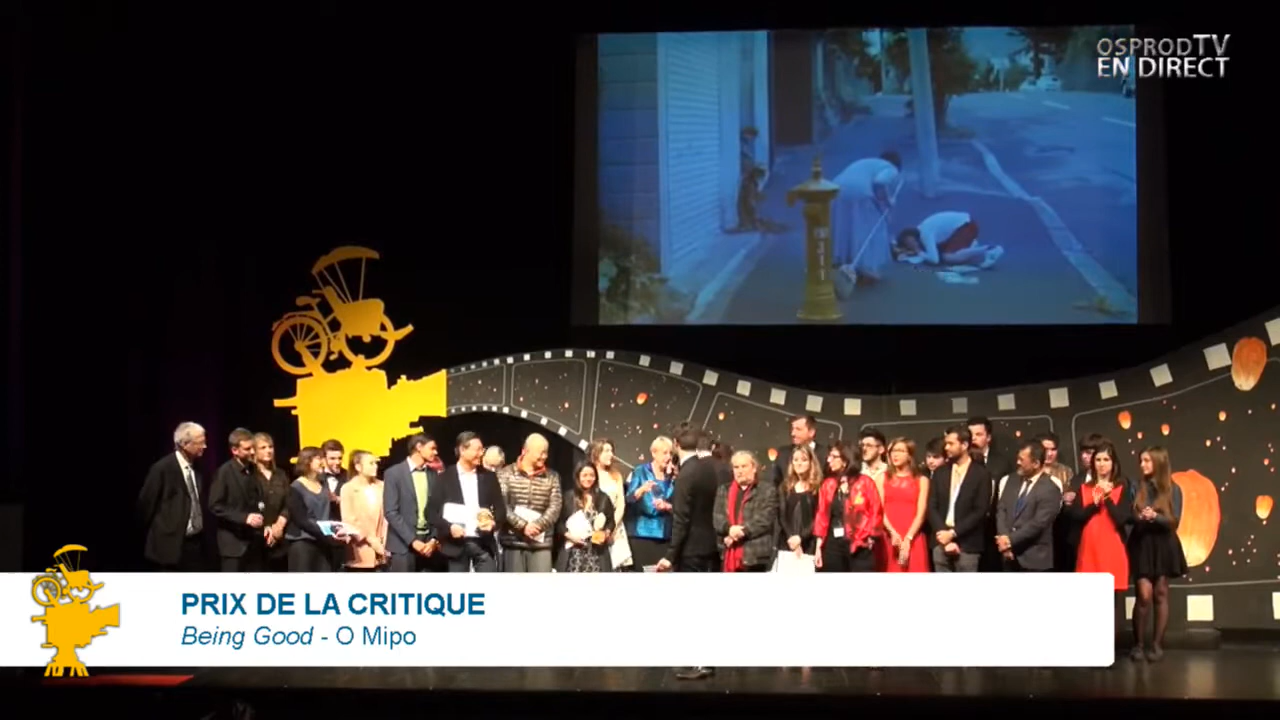 OSPRODTV
EN DIRECT
PRIX DE LA CRITIQUE
Being Good - O Mipo